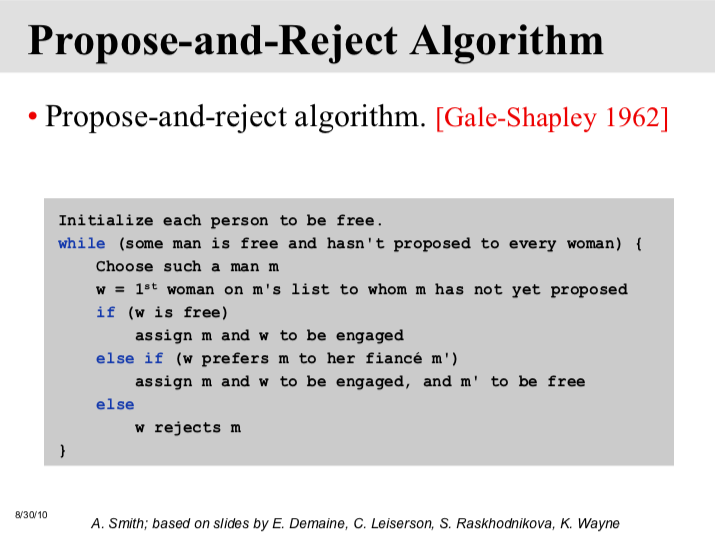 Propose-and-Reject Algorithm
• Propose-and-reject algorithm. [Gale-Shapley 1962]
Initialize each person to be free.
while (some man is free and hasn't proposed to every woman) {
    Choose such a man m
    w = 1st woman on m's list to whom m has not yet proposed
    if (w is free)
        assign m and w to be engaged
    else if (w prefers m to her fiancé m')
        assign m and w to be engaged, and m' to be free
    else
        w rejects m
}
8/30/10
A. Smith; based on slides by E. Demaine, C. Leiserson, S. Raskhodnikova, K. Wayne